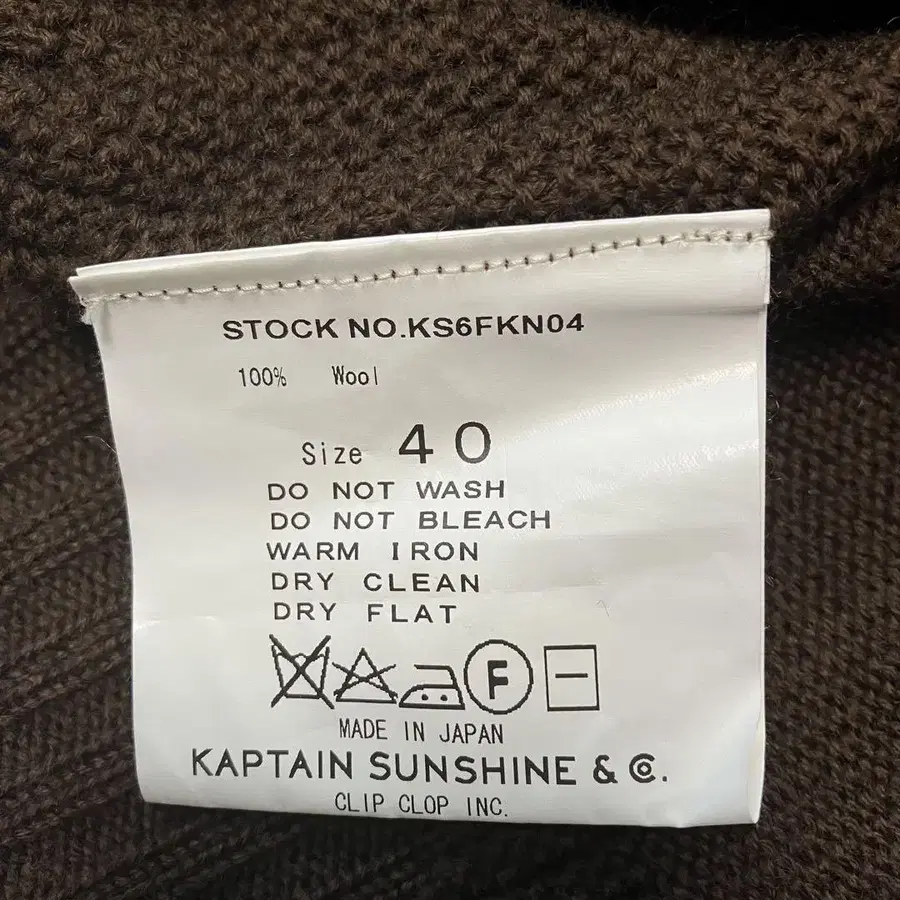 STOCK NO.KS6FKN04
100% Wool
Size 40
DO NOT WASH
DO NOT BLEACH
WARM IRON
DRY CLEAN
DRY FLAT
F
MADE IN JAPAN
KAPTAIN SUNSHINE & Co.
CLIP CLOP INC.